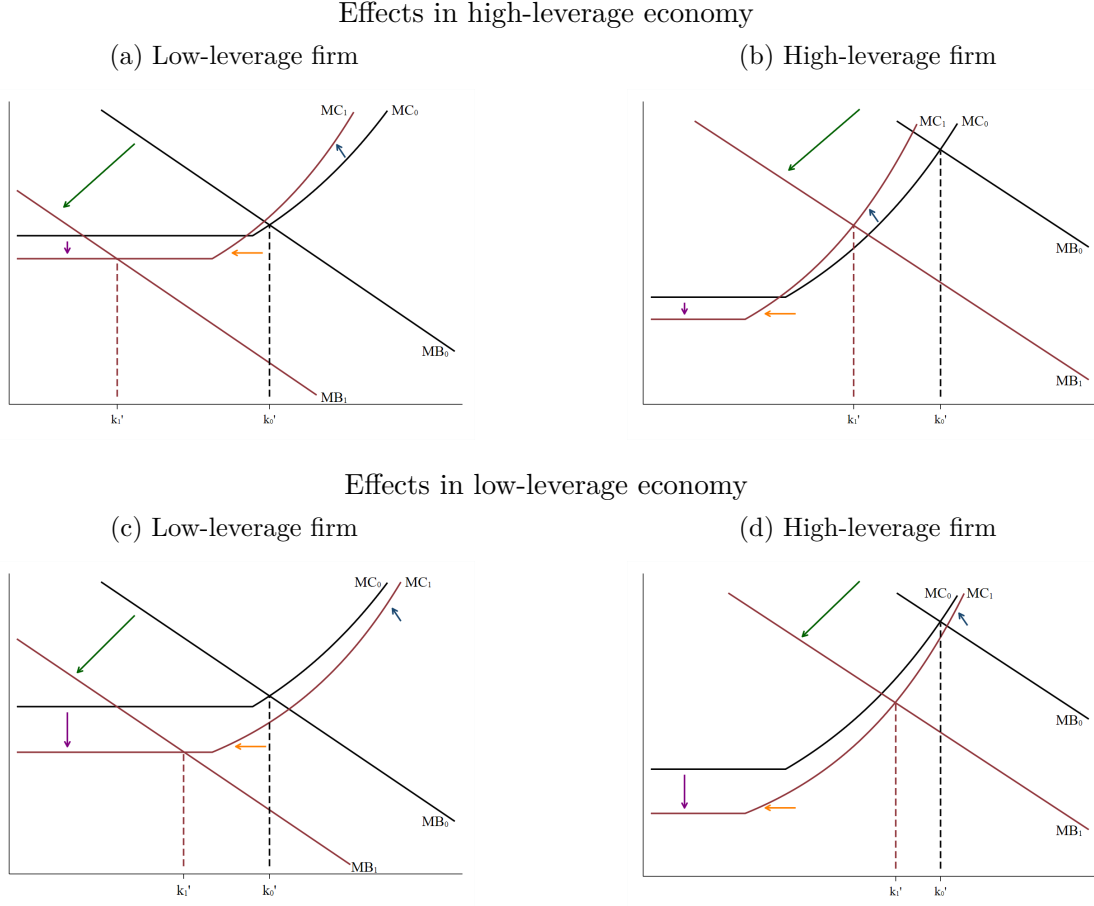 Effects in high-leverage economy
(a) Low-leverage firm
(b) High-leverage firm
MC₁
MC₀
MB₀
MB₁
k₁'
k₀'
MC₁
MC₀
MB₀
MB₁
k₁'
k₀'
Effects in low-leverage economy
(c) Low-leverage firm
(d) High-leverage firm
MC₀
MC₁
MB₀
MB₁
k₁'
k₀'
MC₀
MC₁
MB₀
MB₁
k₁'
k₀'